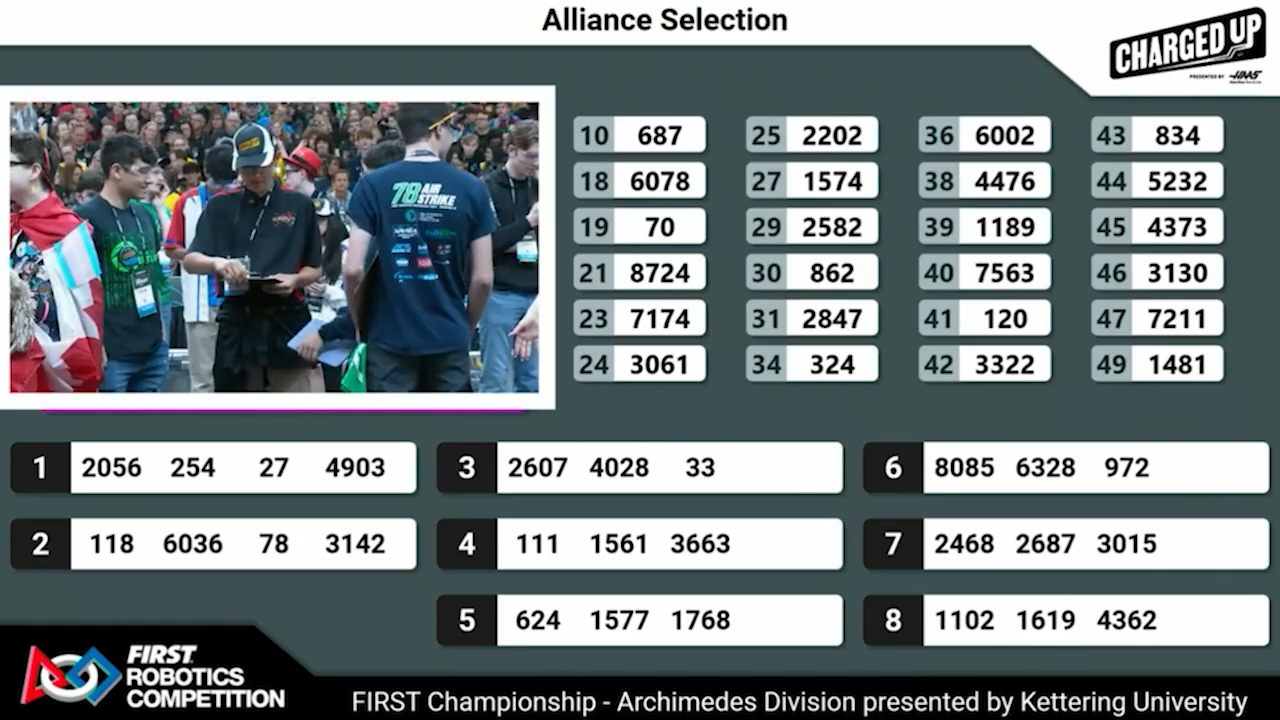 Alliance Selection
CHARGED UP
PRESENTED BY HAAS
78 AIR
STRIKE
10 687
25 2202
36 6002
43 834
18 6078
27 1574
38 4476
44 5232
19 70
29 2582
39 1189
45 4373
21 8724
30 862
40 7563
46 3130
23 7174
31 2847
41 120
47 7211
24 3061
34 324
42 3322
49 1481
1 2056 254 27 4903
3 2607 4028 33
6 8085 6328 972
2 118 6036 78 3142
4 111 1561 3663
7 2468 2687 3015
5 624 1577 1768
8 1102 1619 4362
FIRST
ROBOTICS
COMPETITION
FIRST Championship - Archimedes Division presented by Kettering University